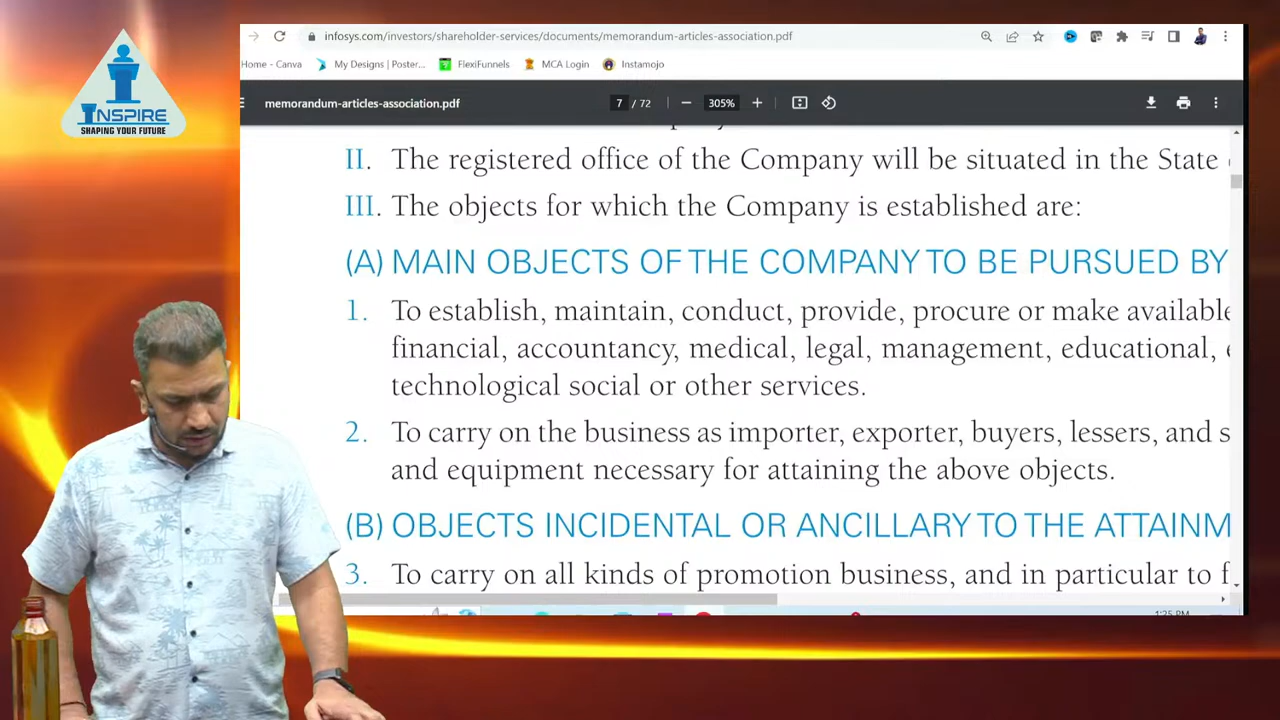 INSPIRE
SHAPING YOUR FUTURE
infosys.com/investors/shareholder-services/documents/memorandum-articles-association.pdf
Home - Canva My Designs | Poster... FlexiFunnels MCA Login Instamojo
memorandum-articles-association.pdf 7 / 72 305%
II. The registered office of the Company will be situated in the State
III. The objects for which the Company is established are:
(A) MAIN OBJECTS OF THE COMPANY TO BE PURSUED BY
1. To establish, maintain, conduct, provide, procure or make available
financial, accountancy, medical, legal, management, educational,
technological social or other services.
2. To carry on the business as importer, exporter, buyers, lessers, and s
and equipment necessary for attaining the above objects.
(B) OBJECTS INCIDENTAL OR ANCILLARY TO THE ATTAINM
3. To carry on all kinds of promotion business, and in particular to f
1:25 PM